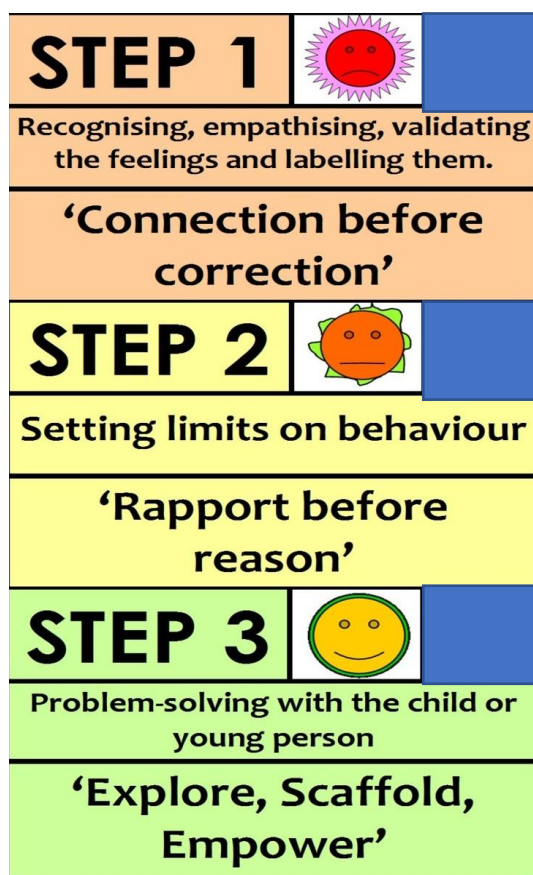 STEP 1
Recognising, empathising, validating
the feelings and labelling them.
‘Connection before
correction’
STEP 2
Setting limits on behaviour
‘Rapport before
reason’
STEP 3
Problem-solving with the child or
young person
‘Explore, Scaffold,
Empower’